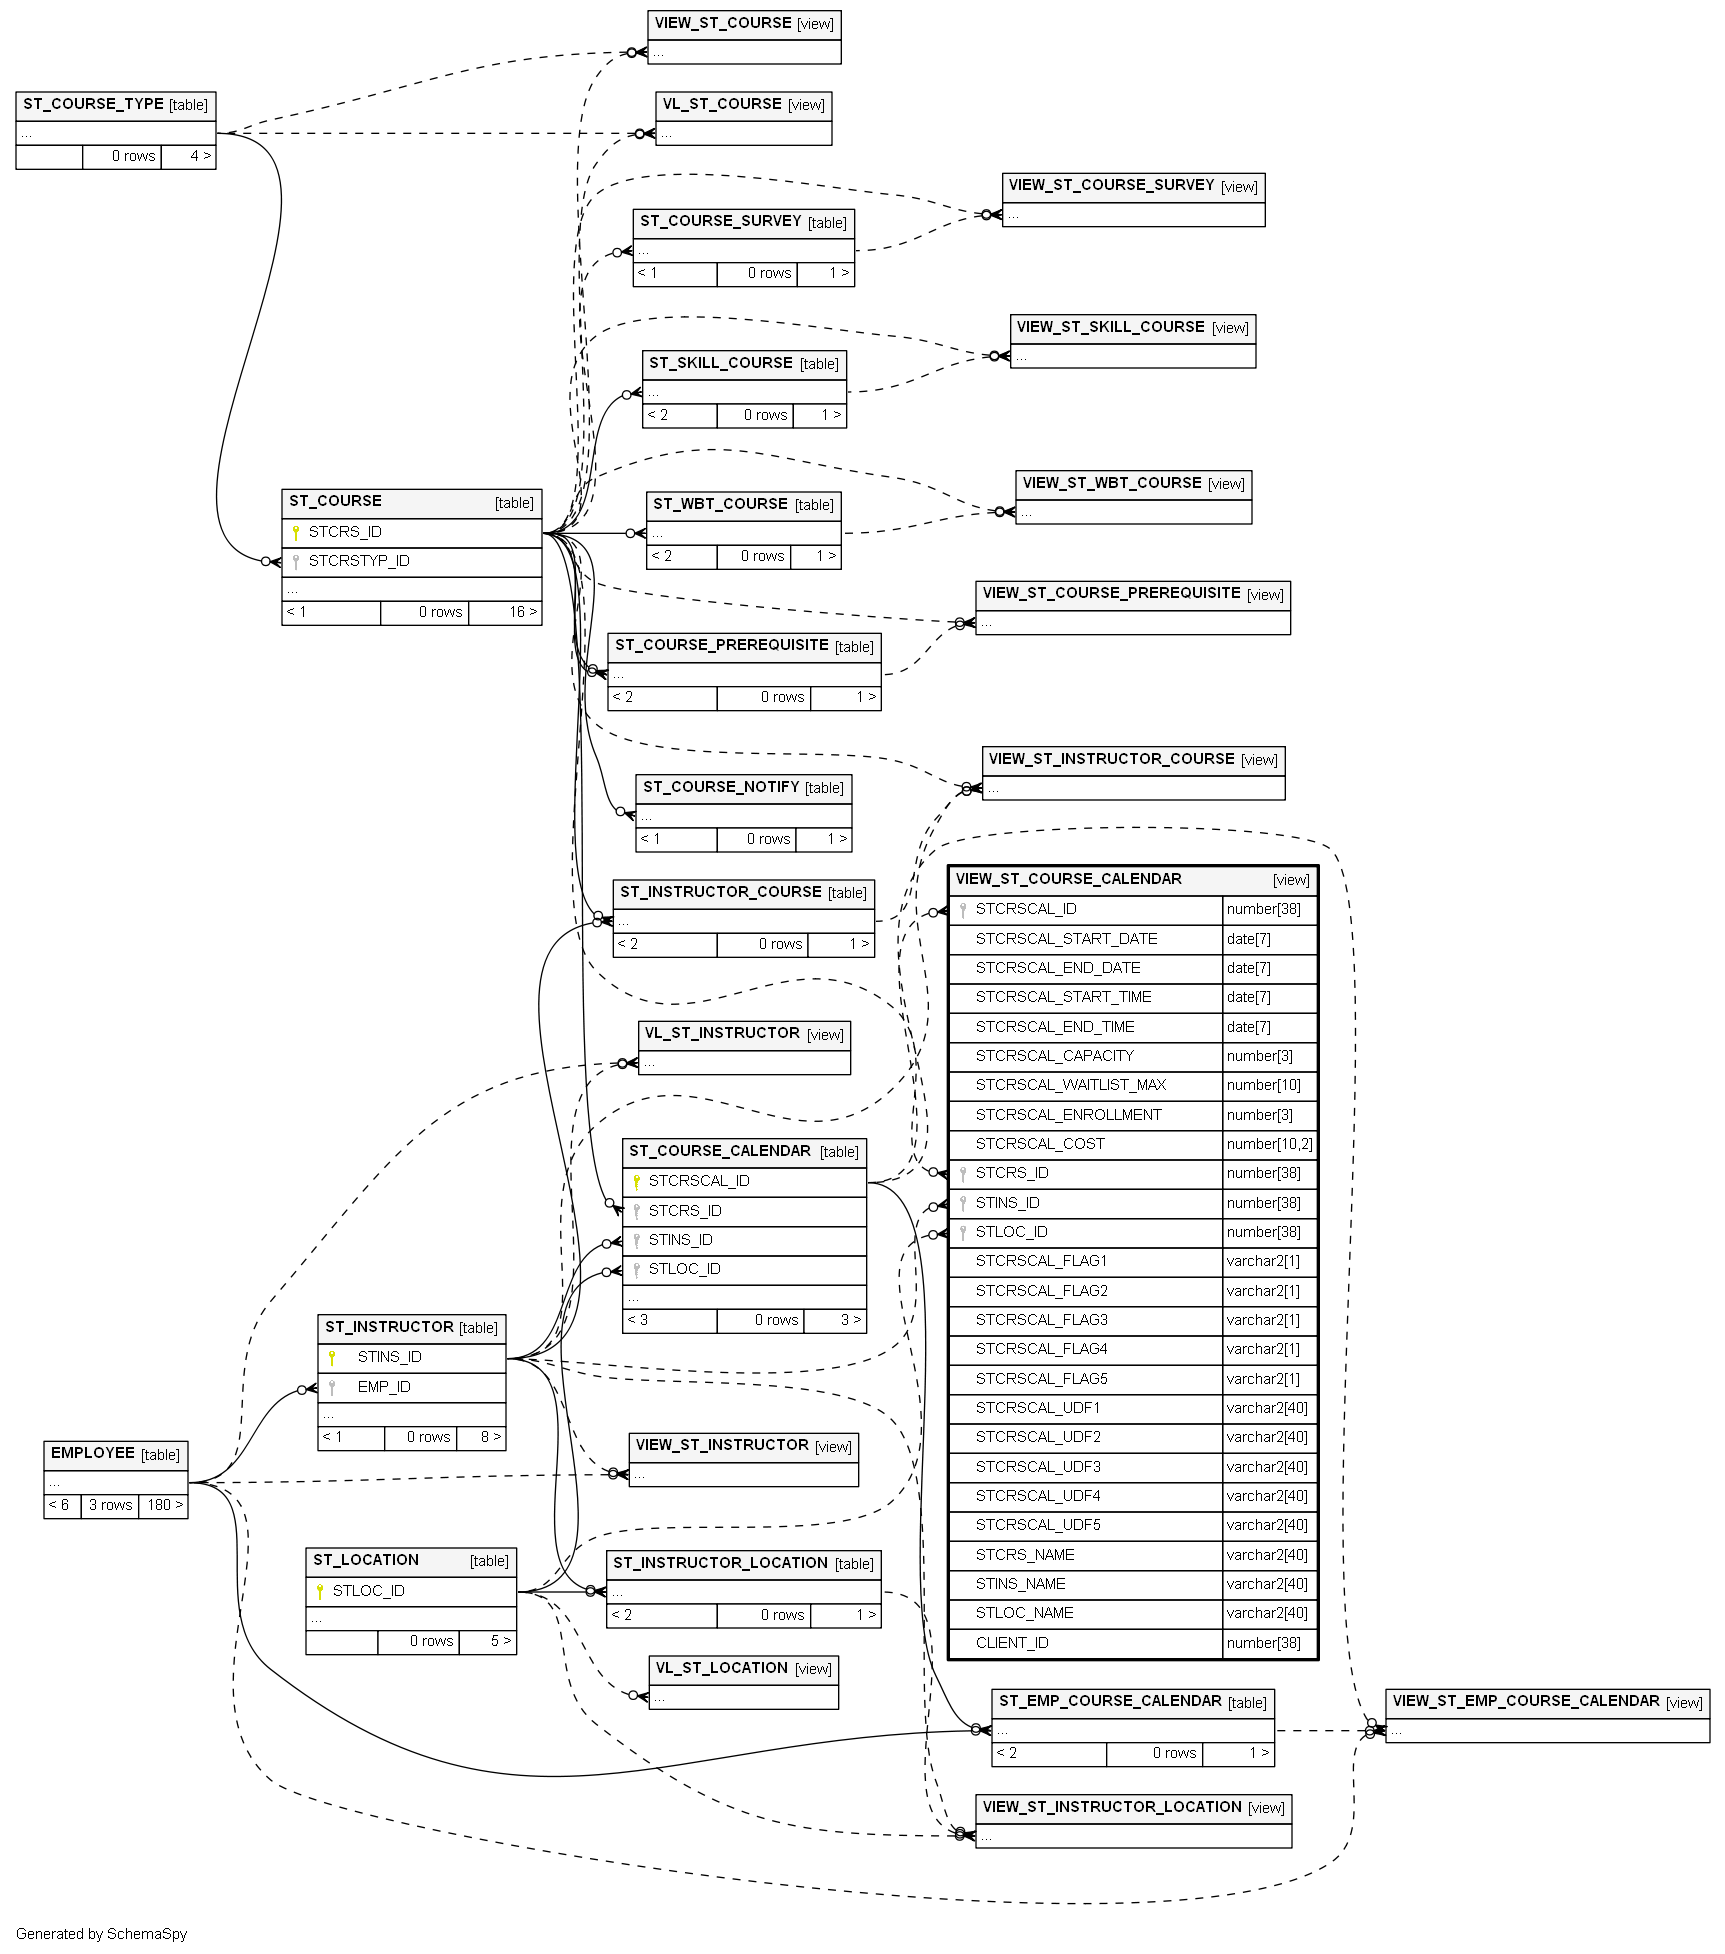 VIEW_ST_COURSE [view]
...
ST_COURSE_TYPE [table]
...
0 rows 4 >
VL_ST_COURSE [view]
...
VIEW_ST_COURSE_SURVEY [view]
...
ST_COURSE_SURVEY [table]
...
< 1 0 rows 1 >
VIEW_ST_SKILL_COURSE [view]
...
ST_SKILL_COURSE [table]
...
< 2 0 rows 1 >
VIEW_ST_WBT_COURSE [view]
...
ST_COURSE [table]
STCRS_ID
STCRSTYP_ID
...
< 1 0 rows 16 >
ST_WBT_COURSE [table]
...
< 2 0 rows 1 >
VIEW_ST_COURSE_PREREQUISITE [view]
...
ST_COURSE_PREREQUISITE [table]
...
< 2 0 rows 1 >
VIEW_ST_INSTRUCTOR_COURSE [view]
...
ST_COURSE_NOTIFY [table]
...
< 1 0 rows 1 >
ST_INSTRUCTOR_COURSE [table]
...
< 2 0 rows 1 >
VIEW_ST_COURSE_CALENDAR [view]
STCRSCAL_ID number[38]
STCRSCAL_START_DATE date[7]
STCRSCAL_END_DATE date[7]
STCRSCAL_START_TIME date[7]
STCRSCAL_END_TIME date[7]
STCRSCAL_CAPACITY number[3]
STCRSCAL_WAITLIST_MAX number[10]
STCRSCAL_ENROLLMENT number[3]
STCRSCAL_COST number[10,2]
STCRS_ID number[38]
STINS_ID number[38]
STLOC_ID number[38]
STCRSCAL_FLAG1 varchar2[1]
STCRSCAL_FLAG2 varchar2[1]
STCRSCAL_FLAG3 varchar2[1]
STCRSCAL_FLAG4 varchar2[1]
STCRSCAL_FLAG5 varchar2[1]
STCRSCAL_UDF1 varchar2[40]
STCRSCAL_UDF2 varchar2[40]
STCRSCAL_UDF3 varchar2[40]
STCRSCAL_UDF4 varchar2[40]
STCRSCAL_UDF5 varchar2[40]
STCRS_NAME varchar2[40]
STINS_NAME varchar2[40]
STLOC_NAME varchar2[40]
CLIENT_ID number[38]
VL_ST_INSTRUCTOR [view]
...
ST_COURSE_CALENDAR [table]
STCRSCAL_ID
STCRS_ID
STINS_ID
STLOC_ID
...
< 3 0 rows 3 >
ST_INSTRUCTOR [table]
STINS_ID
EMP_ID
...
< 1 0 rows 8 >
EMPLOYEE [table]
...
< 6 3 rows 180 >
VIEW_ST_INSTRUCTOR [view]
...
ST_LOCATION [table]
STLOC_ID
...
0 rows 5 >
ST_INSTRUCTOR_LOCATION [table]
...
< 2 0 rows 1 >
VL_ST_LOCATION [view]
...
ST_EMP_COURSE_CALENDAR [table]
...
< 2 0 rows 1 >
VIEW_ST_EMP_COURSE_CALENDAR [view]
...
VIEW_ST_INSTRUCTOR_LOCATION [view]
...
Generated by SchemaSpy